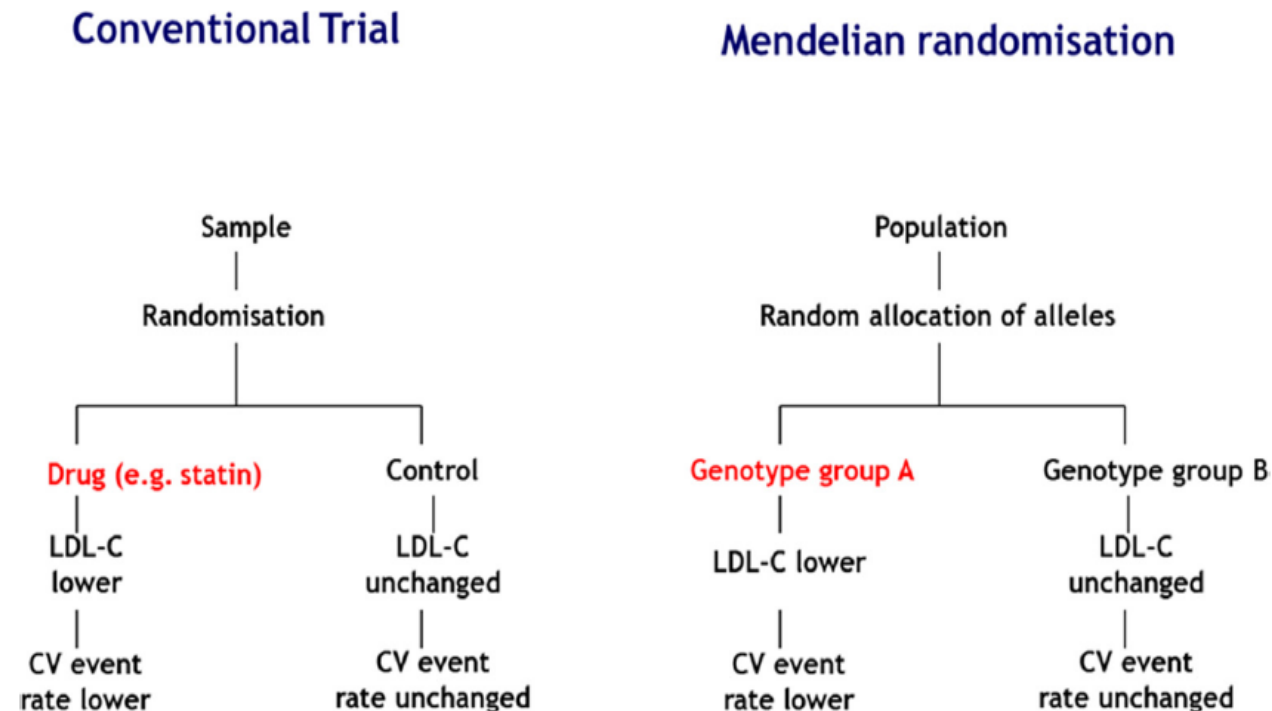 Conventional Trial
Sample
Randomisation
Drug (e.g. statin)
Control
LDL-C
lower
LDL-C
unchanged
CV event
rate lower
CV event
rate unchanged
Mendelian randomisation
Population
Random allocation of alleles
Genotype group A
Genotype group B
LDL-C lower
LDL-C
unchanged
CV event
rate lower
CV event
rate unchanged